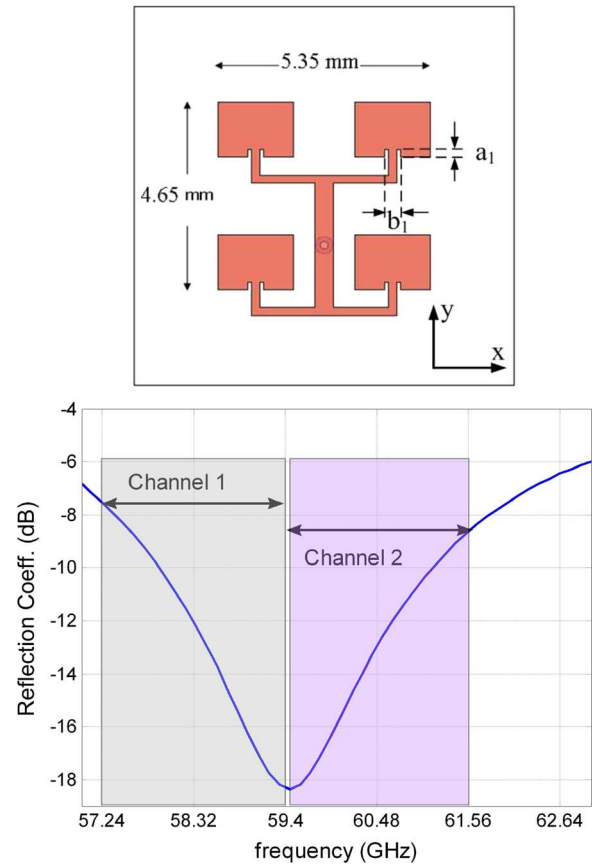 5.35 mm
4.65 mm
a1
b1
y
x
-4
-6
-8
-10
-12
-14
-16
-18
Reflection Coeff. (dB)
Channel 1
Channel 2
57.24 58.32 59.4 60.48 61.56 62.64
frequency (GHz)